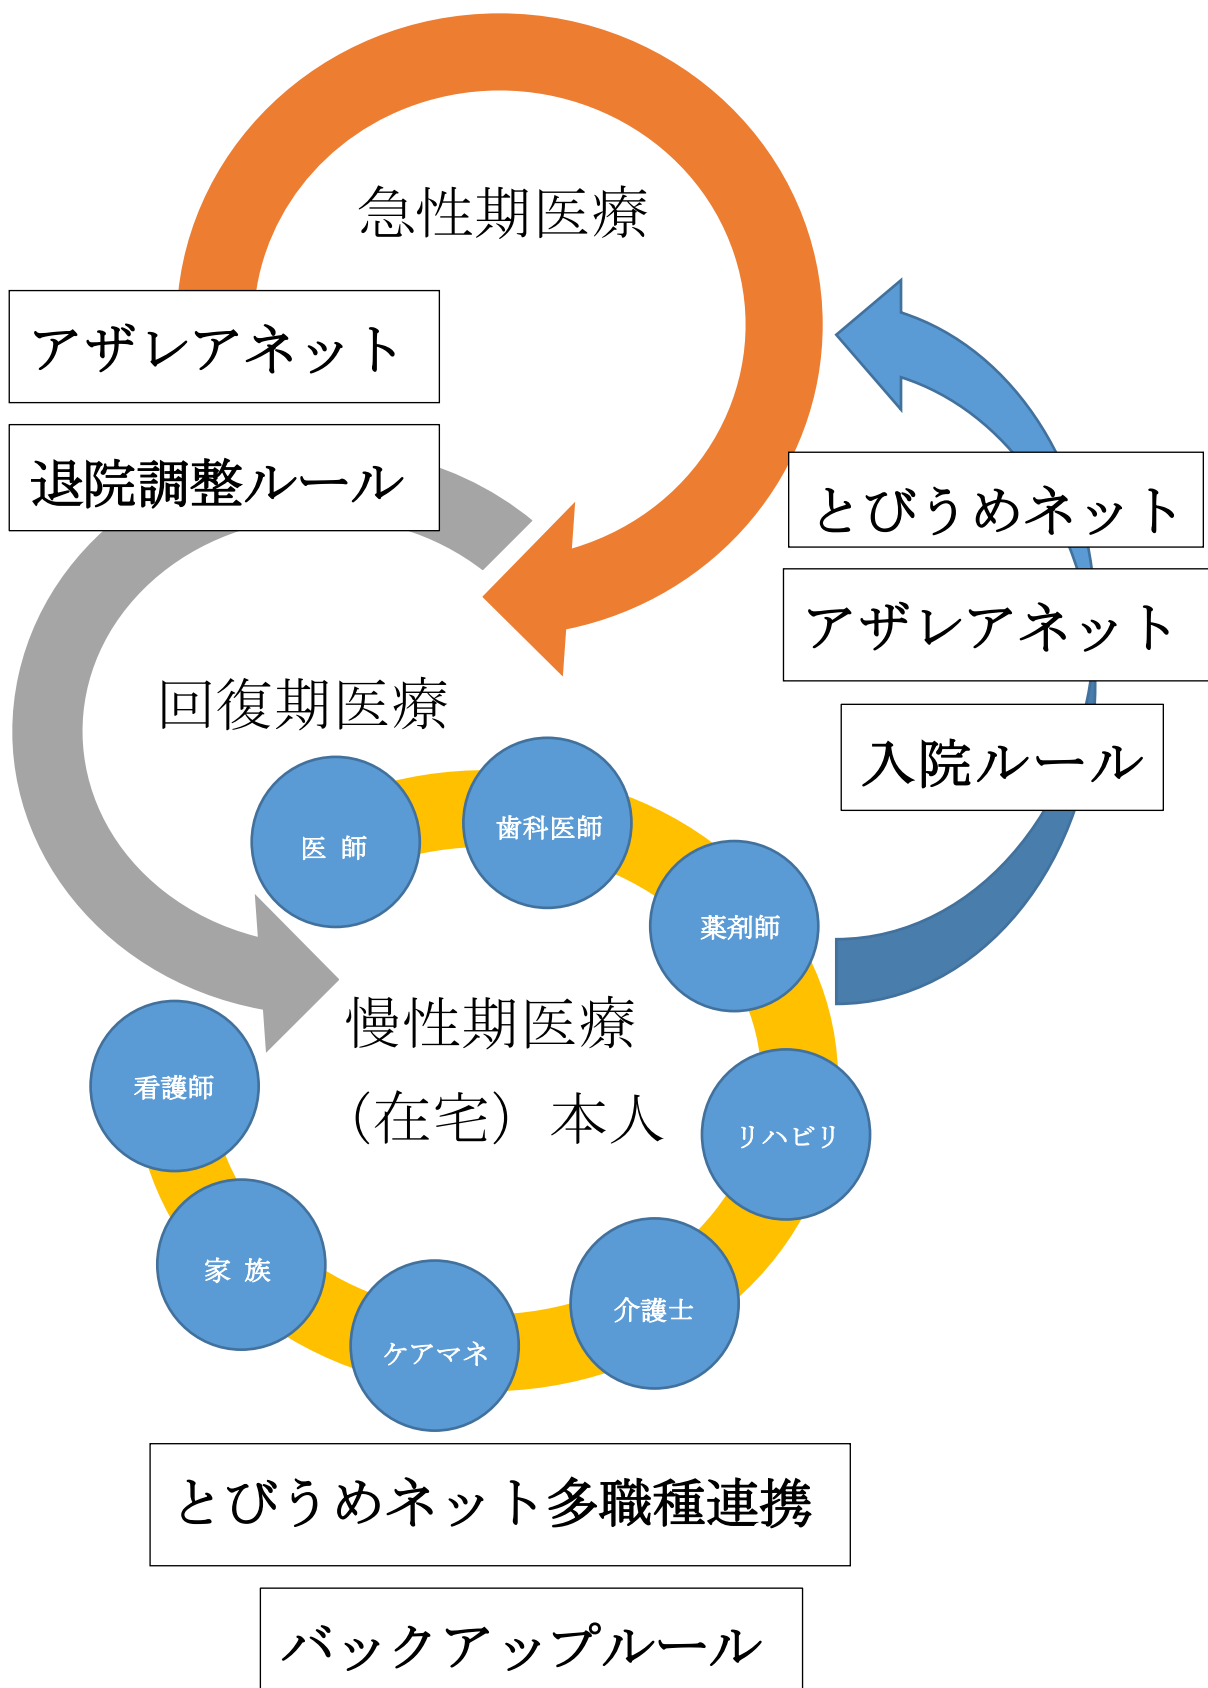 急性期医療
アザレアネット
退院調整ルール
とびうめネット
アザレアネット
入院ルール
回復期医療
医 師
歯科医師
薬剤師
慢性期医療
(在宅) 本人
看護師
リハビリ
家 族
介護士
ケアマネ
とびうめネット多職種連携
バックアップルール